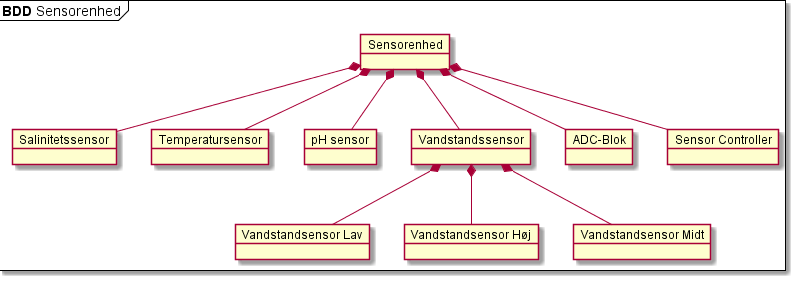 BDD Sensorenhed
Sensorenhed
Salinitetssensor
Temperatursensor
pH sensor
Vandstandssensor
ADC-Blok
Sensor Controller
Vandstandsensor Lav
Vandstandsensor Høj
Vandstandsensor Midt